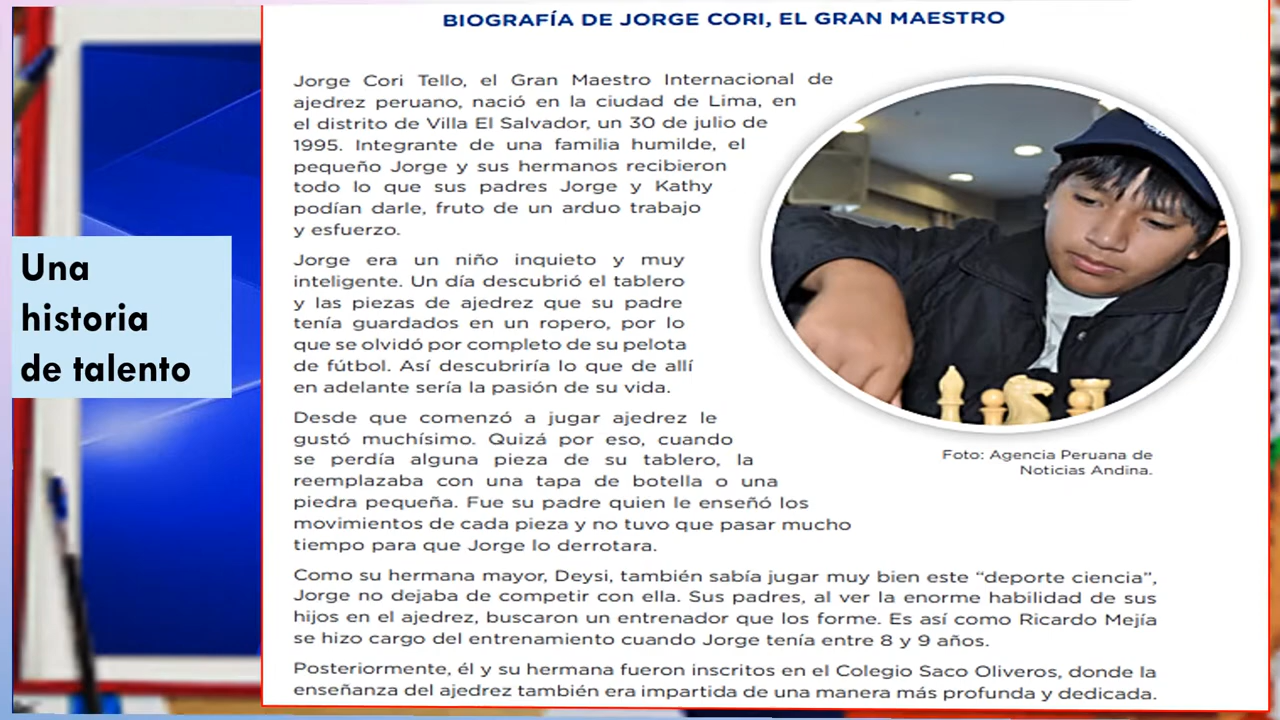 BIOGRAFÍA DE JORGE CORI, EL GRAN MAESTRO
Una
historia
de talento
Jorge Cori Tello, el Gran Maestro Internacional de
ajedrez peruano, nació en la ciudad de Lima, en
el distrito de Villa El Salvador, un 30 de julio de
1995. Integrante de una familia humilde, el
pequeño Jorge y sus hermanos recibieron
todo lo que sus padres Jorge y Kathy
podían darle, fruto de un arduo trabajo
y esfuerzo.
Jorge era un niño inquieto y muy
inteligente. Un día descubrió el tablero
y las piezas de ajedrez que su padre
tenía guardados en un ropero, por lo
que se olvidó por completo de su pelota
de fútbol. Así descubriría lo que de allí
en adelante sería la pasión de su vida.
Desde que comenzó a jugar ajedrez le
gustó muchísimo. Quizá por eso, cuando
se perdía alguna pieza de su tablero, la
reemplazaba con una tapa de botella o una
piedra pequeña. Fue su padre quien le enseñó los
movimientos de cada pieza y no tuvo que pasar mucho
tiempo para que Jorge lo derrotara.
Foto: Agencia Peruana de
Noticias Andina.
Como su hermana mayor, Deysi, también sabía jugar muy bien este “deporte ciencia”,
Jorge no dejaba de competir con ella. Sus padres, al ver la enorme habilidad de sus
hijos en el ajedrez, buscaron un entrenador que los forme. Es así como Ricardo Mejía
se hizo cargo del entrenamiento cuando Jorge tenía entre 8 y 9 años.
Posteriormente, él y su hermana fueron inscritos en el Colegio Saco Oliveros, donde la
enseñanza del ajedrez también era impartida de una manera más profunda y dedicada.